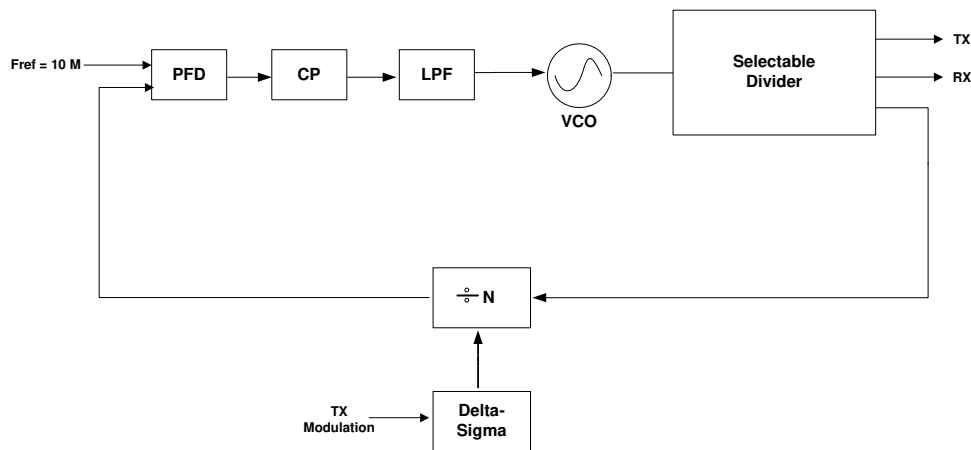 Fref = 10 M
PFD
CP
LPF
VCO
Selectable
Divider
TX
RX
÷ N
TX
Modulation
Delta-
Sigma